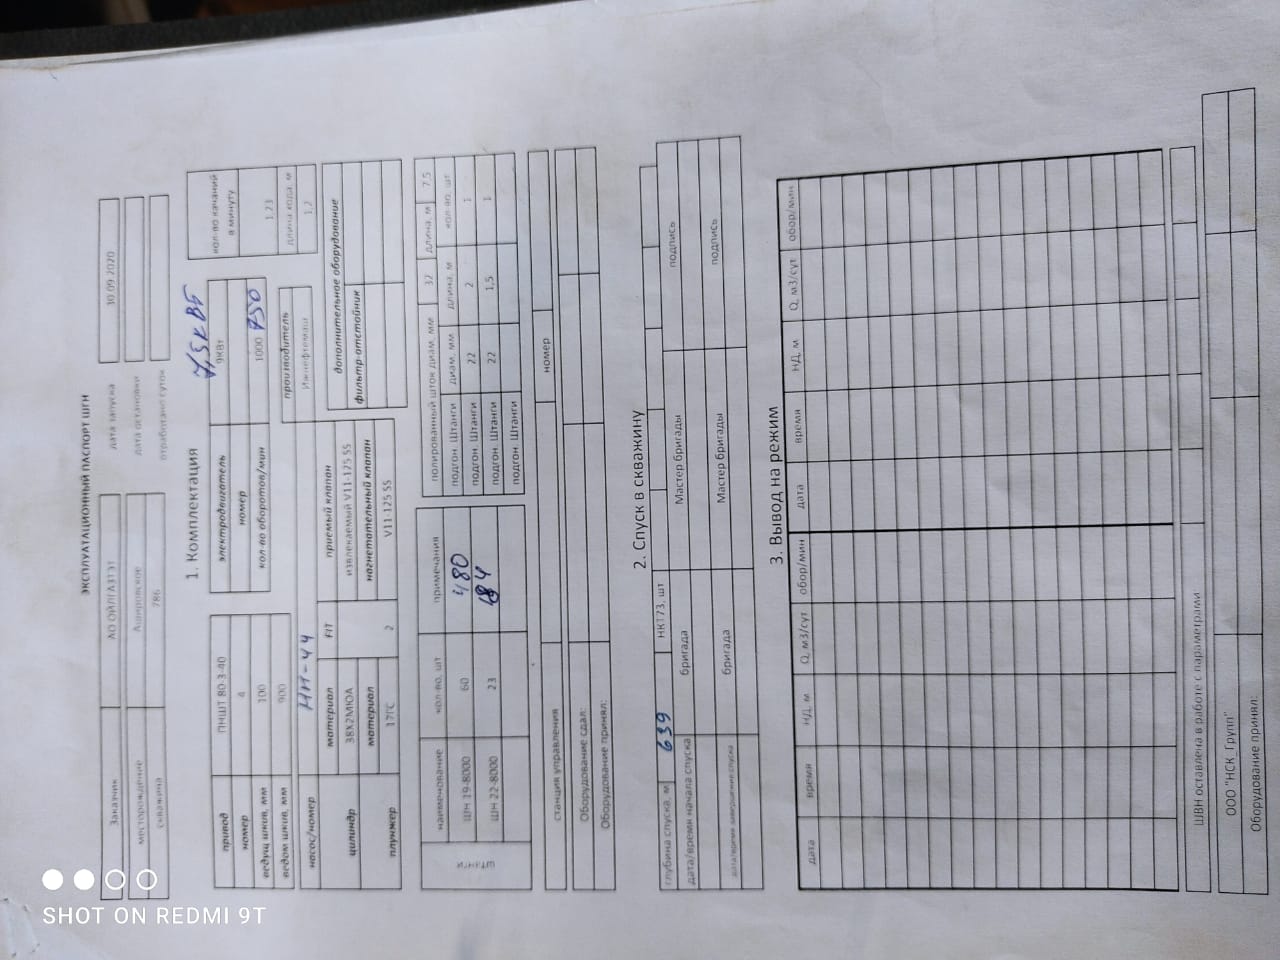 ЭКСПЛУАТАЦИОННЫЙ ПАСПОРТ ШГН
Заказчик АО ОЙЛГАЗТЭТ дата запуска 30.09.2020
месторождение Ашировское дата остановки
скважина 786 отработано суток
1. Комплектация
7,5кВт
привод ПНШТ 80-3-40 электродвигатель 9КВт кол-во качаний в минуту
номер 4 номер
ведущ шкив, мм 100 кол-во оборотов/мин 1000 750 1,23
ведом шкив, мм 900 длина хода, м
насос/номер НН-44 производитель Ижнефтемаш 1,2
цилиндр материал FIT приемый клапан дополнительное оборудование
38Х2МЮА извлекаемый V11-125 SS фильтр-отстойник
плунжер материал нагнетательный клапан
17ГС 2 V11-125 SS
ШТАНГИ наименование кол-во, шт примечания полированный шток диам, мм 32 длина, м 7,5
ШН 19-8000 60 480 подгон. Штанги диам, мм длина, м кол-во, шт
подгон. Штанги 22 2 1
ШН 22-8000 23 184 подгон. Штанги 22 1,5 1
подгон. Штанги
станция управления номер
Оборудование сдал:
Оборудование принял:
2. Спуск в скважину
глубина спуска, м 639 НКТ73, шт
дата/время начала спуска бригада Мастер бригады подпись
дата/время завершения спуска бригада Мастер бригады подпись
3. Вывод на режим
дата время НД, м Q, м3/сут обор/мин дата время НД, м Q, м3/сут обор/мин
ШВН оставлена в работе с параметрами
ООО "НСК_Групп"
Оборудование принял:
SHOT ON REDMI 9T